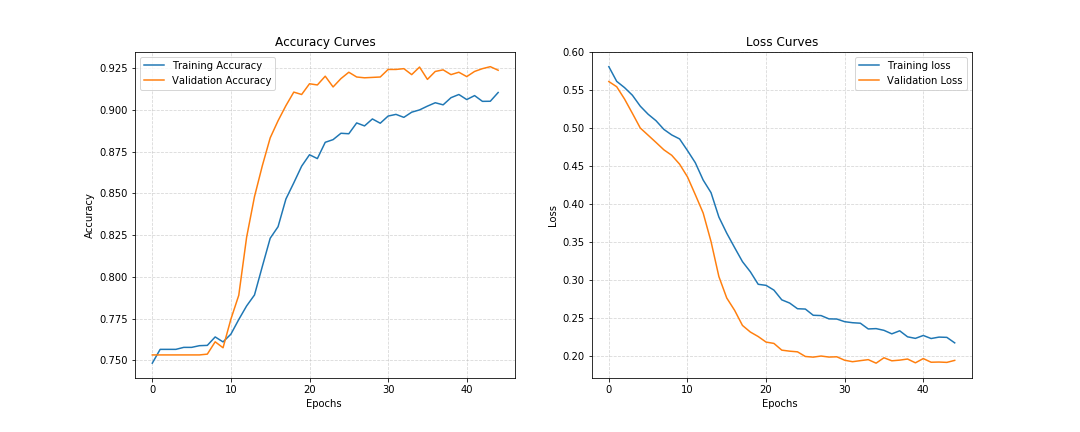 Accuracy Curves
Training Accuracy
Validation Accuracy
0.925
0.900
0.875
0.850
0.825
0.800
0.775
0.750
Accuracy
0 10 20 30 40
Epochs
Loss Curves
Training loss
Validation Loss
0.60
0.55
0.50
0.45
0.40
0.35
0.30
0.25
0.20
Loss
0 10 20 30 40
Epochs